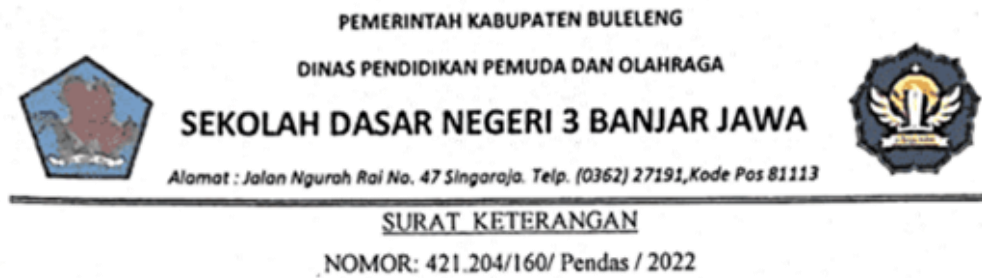 PEMERINTAH KABUPATEN BULELENG
DINAS PENDIDIKAN PEMUDA DAN OLAHRAGA
SEKOLAH DASAR NEGERI 3 BANJAR JAWA
Alamat : Jalan Ngurah Rai No. 47 Singaraja. Telp. (0362) 27191,Kode Pos 81113
SURAT KETERANGAN
NOMOR: 421.204/160/ Pendas / 2022